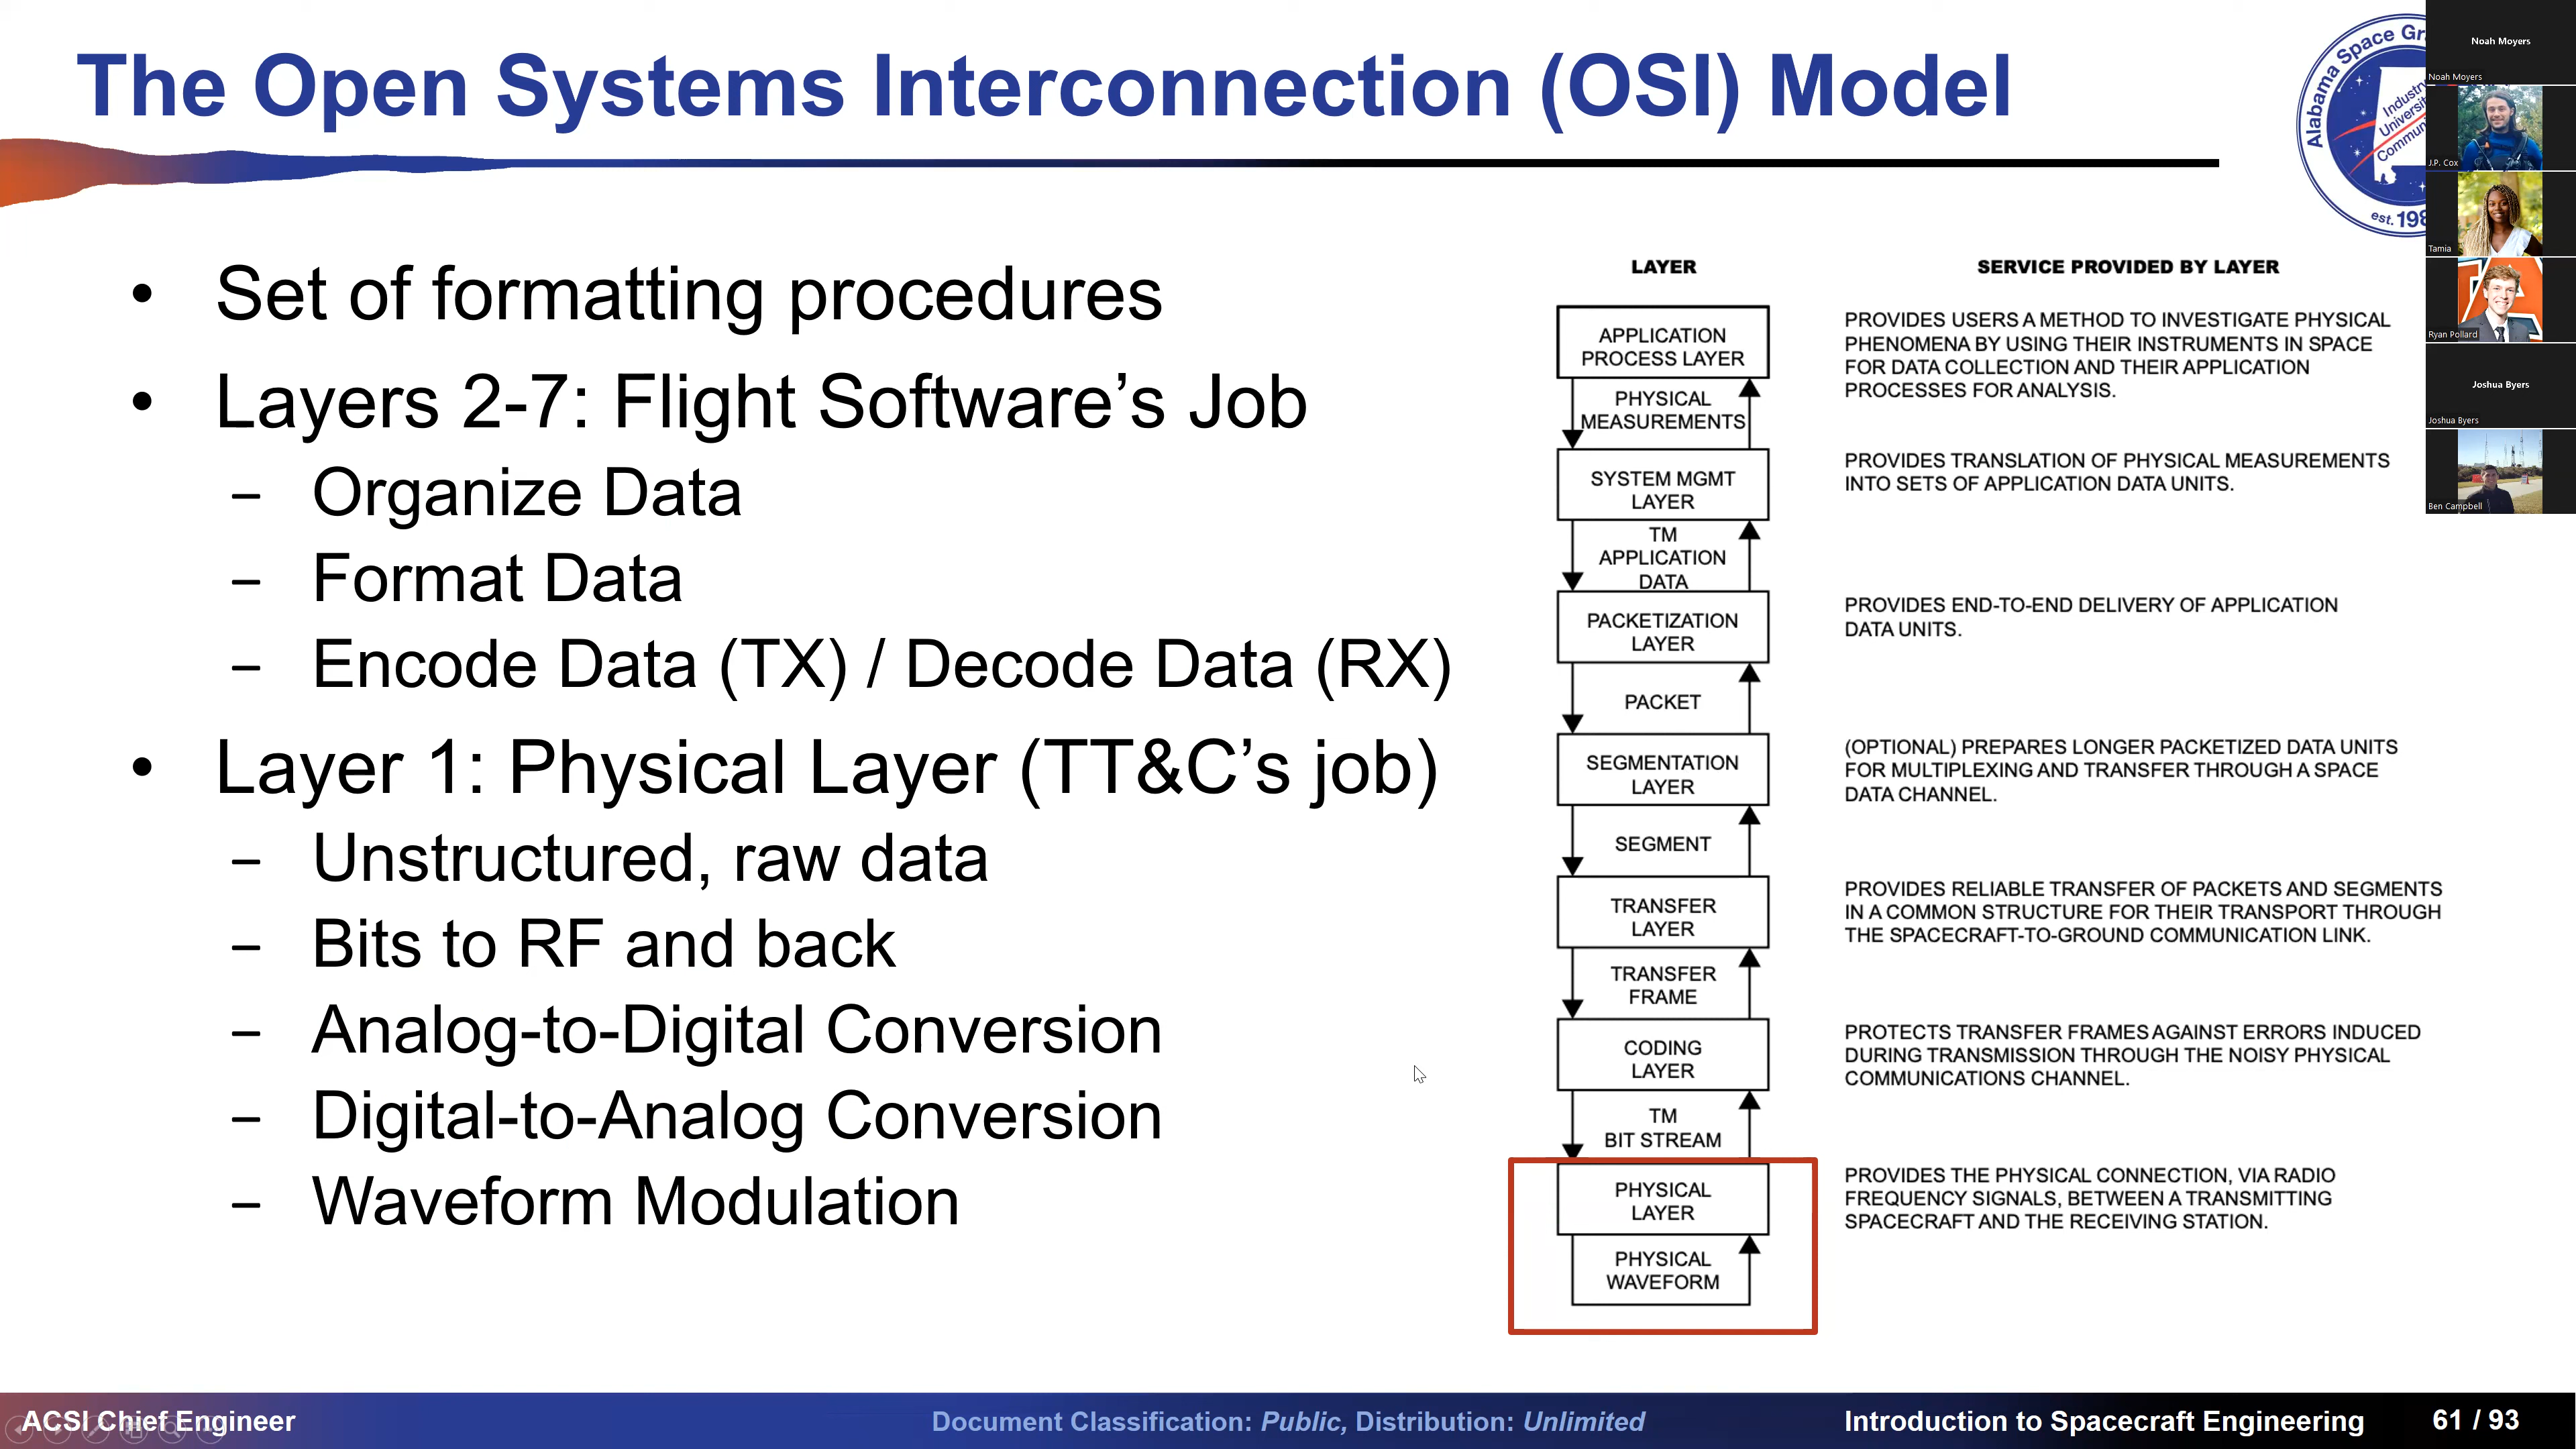 The Open Systems Interconnection (OSI) Model
Alabama Space Gr
Industry
University
Commun
est. 198
Noah Moyers
Noah Moyers
J.P. Cox
Tamia
Ryan Pollard
Joshua Byers
Joshua Byers
Ben Campbell
• Set of formatting procedures
• Layers 2-7: Flight Software’s Job
– Organize Data
– Format Data
– Encode Data (TX) / Decode Data (RX)
• Layer 1: Physical Layer (TT&C’s job)
– Unstructured, raw data
– Bits to RF and back
– Analog-to-Digital Conversion
– Digital-to-Analog Conversion
– Waveform Modulation
LAYER
SERVICE PROVIDED BY LAYER
APPLICATION
PROCESS LAYER
PROVIDES USERS A METHOD TO INVESTIGATE PHYSICAL
PHENOMENA BY USING THEIR INSTRUMENTS IN SPACE
FOR DATA COLLECTION AND THEIR APPLICATION
PROCESSES FOR ANALYSIS.
PHYSICAL
MEASUREMENTS
SYSTEM MGMT
LAYER
PROVIDES TRANSLATION OF PHYSICAL MEASUREMENTS
INTO SETS OF APPLICATION DATA UNITS.
TM
APPLICATION
DATA
PACKETIZATION
LAYER
PROVIDES END-TO-END DELIVERY OF APPLICATION
DATA UNITS.
PACKET
SEGMENTATION
LAYER
(OPTIONAL) PREPARES LONGER PACKETIZED DATA UNITS
FOR MULTIPLEXING AND TRANSFER THROUGH A SPACE
DATA CHANNEL.
SEGMENT
TRANSFER
LAYER
PROVIDES RELIABLE TRANSFER OF PACKETS AND SEGMENTS
IN A COMMON STRUCTURE FOR THEIR TRANSPORT THROUGH
THE SPACECRAFT-TO-GROUND COMMUNICATION LINK.
TRANSFER
FRAME
CODING
LAYER
PROTECTS TRANSFER FRAMES AGAINST ERRORS INDUCED
DURING TRANSMISSION THROUGH THE NOISY PHYSICAL
COMMUNICATIONS CHANNEL.
TM
BIT STREAM
PHYSICAL
LAYER
PROVIDES THE PHYSICAL CONNECTION, VIA RADIO
FREQUENCY SIGNALS, BETWEEN A TRANSMITTING
SPACECRAFT AND THE RECEIVING STATION.
PHYSICAL
WAVEFORM
ACSI Chief Engineer
Document Classification: Public, Distribution: Unlimited
Introduction to Spacecraft Engineering
61 / 93